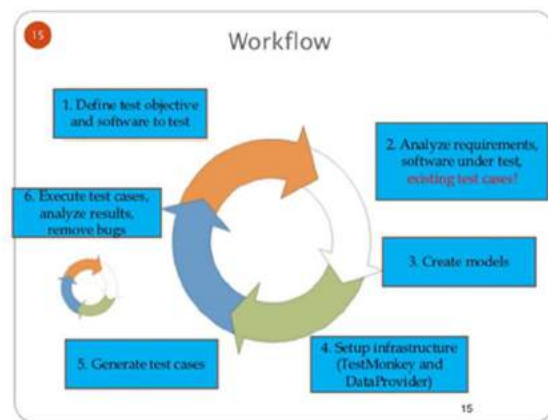 15
Workflow
1. Define test objective
and software to test
2. Analyze requirements,
software under test,
existing test cases!
3. Create models
4. Setup infrastructure
(TestMonkey and
DataProvider)
5. Generate test cases
6. Execute test cases,
analyze results,
remove bugs
15